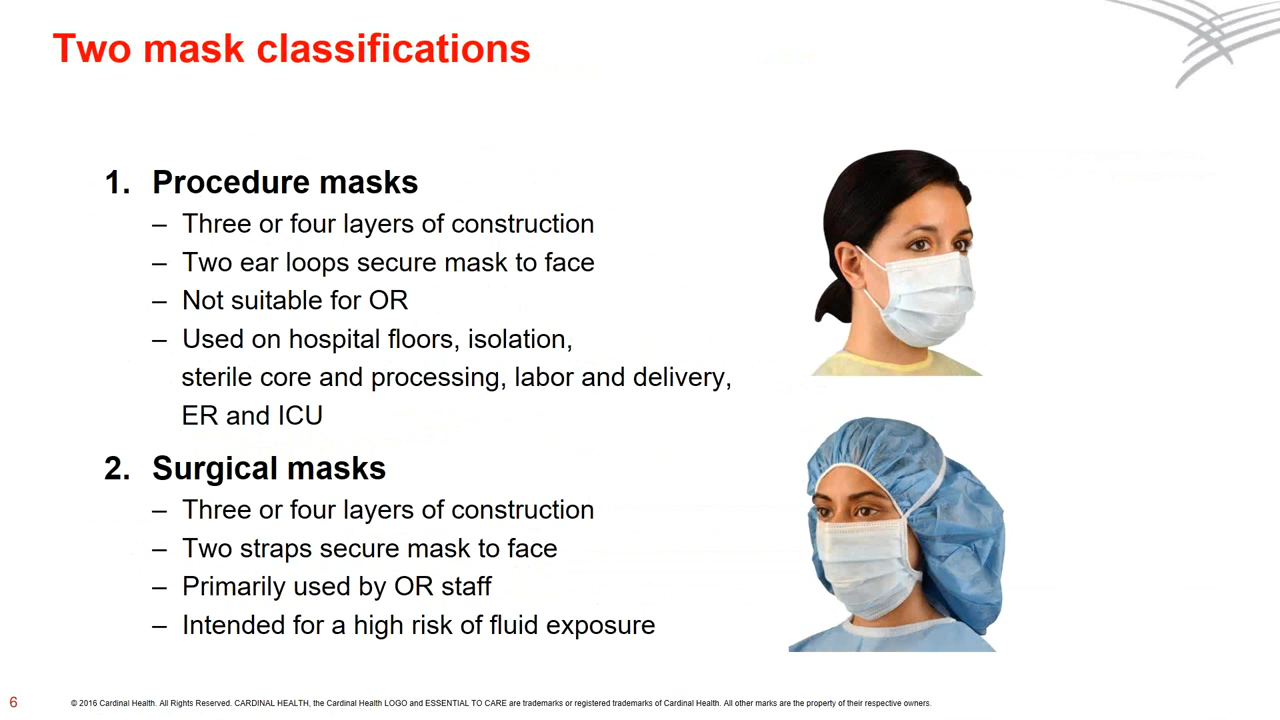 Two mask classifications
1. Procedure masks
– Three or four layers of construction
– Two ear loops secure mask to face
– Not suitable for OR
– Used on hospital floors, isolation,
sterile core and processing, labor and delivery,
ER and ICU
2. Surgical masks
– Three or four layers of construction
– Two straps secure mask to face
– Primarily used by OR staff
– Intended for a high risk of fluid exposure
6
© 2016 Cardinal Health. All Rights Reserved. CARDINAL HEALTH, the Cardinal Health LOGO and ESSENTIAL TO CARE are trademarks or registered trademarks of Cardinal Health. All other marks are the property of their respective owners.